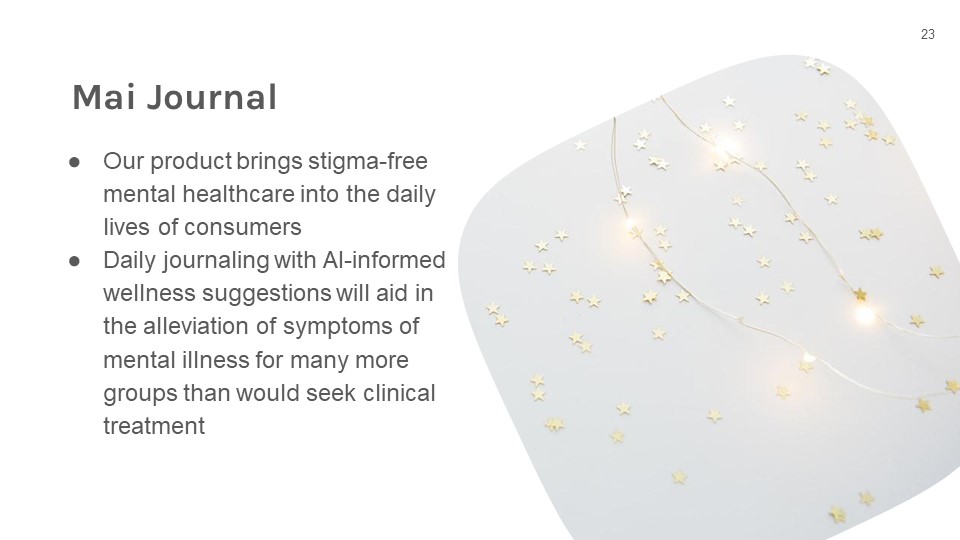 23
Mai Journal
● Our product brings stigma-free
mental healthcare into the daily
lives of consumers
● Daily journaling with AI-informed
wellness suggestions will aid in
the alleviation of symptoms of
mental illness for many more
groups than would seek clinical
treatment